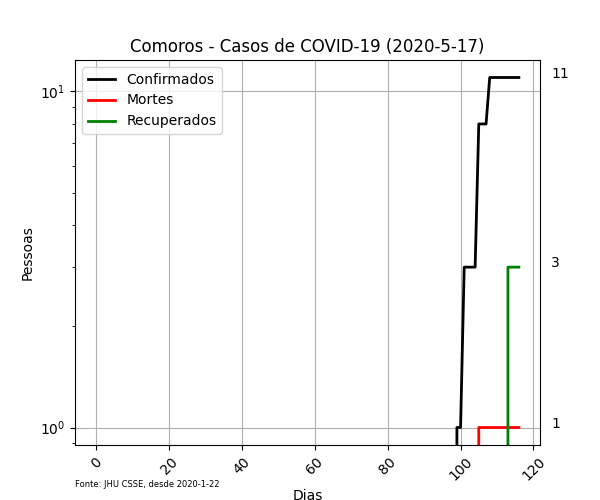 Comoros - Casos de COVID-19 (2020-5-17)
Confirmados
Mortes
Recuperados
11
3
1
10¹
10⁰
Pessoas
0
20
40
60
80
100
120
Fonte: JHU CSSE, desde 2020-1-22
Dias